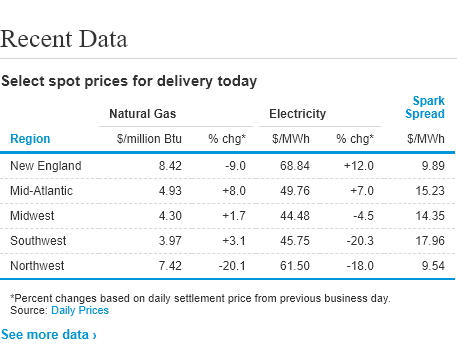 Recent Data
Select spot prices for delivery today
Natural Gas Electricity Spark Spread
Region $/million Btu % chg* $/MWh % chg* $/MWh
New England 8.42 -9.0 68.84 +12.0 9.89
Mid-Atlantic 4.93 +8.0 49.76 +7.0 15.23
Midwest 4.30 +1.7 44.48 -4.5 14.35
Southwest 3.97 +3.1 45.75 -20.3 17.96
Northwest 7.42 -20.1 61.50 -18.0 9.54
*Percent changes based on daily settlement price from previous business day.
Source: Daily Prices
See more data ›